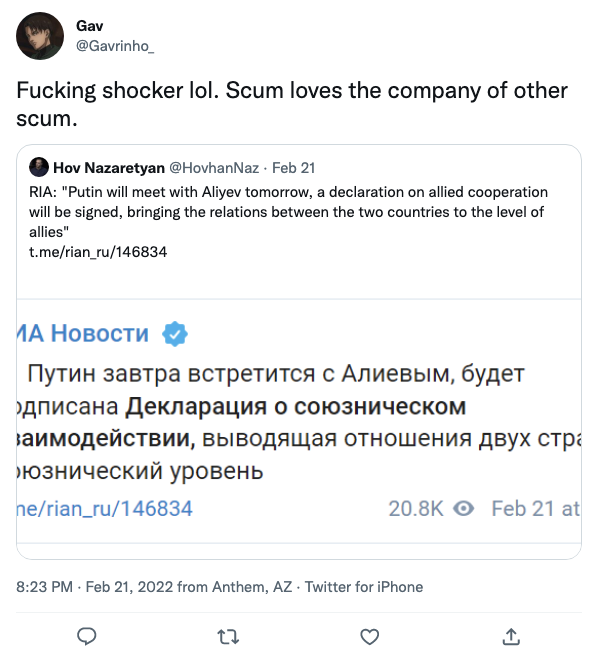 Gav
@Gavrinho_
Fucking shocker lol. Scum loves the company of other
scum.
Hov Nazaretyan @HovhanNaz · Feb 21
RIA: "Putin will meet with Aliyev tomorrow, a declaration on allied cooperation
will be signed, bringing the relations between the two countries to the level of
allies"
t.me/rian_ru/146834
ИА Новости
Путин завтра встретится с Алиевым, будет
одписана Декларация о союзническом
заимодействии, выводящая отношения двух стра
оюзнический уровень
me/rian_ru/146834 20.8K Feb 21 at
8:23 PM · Feb 21, 2022 from Anthem, AZ · Twitter for iPhone